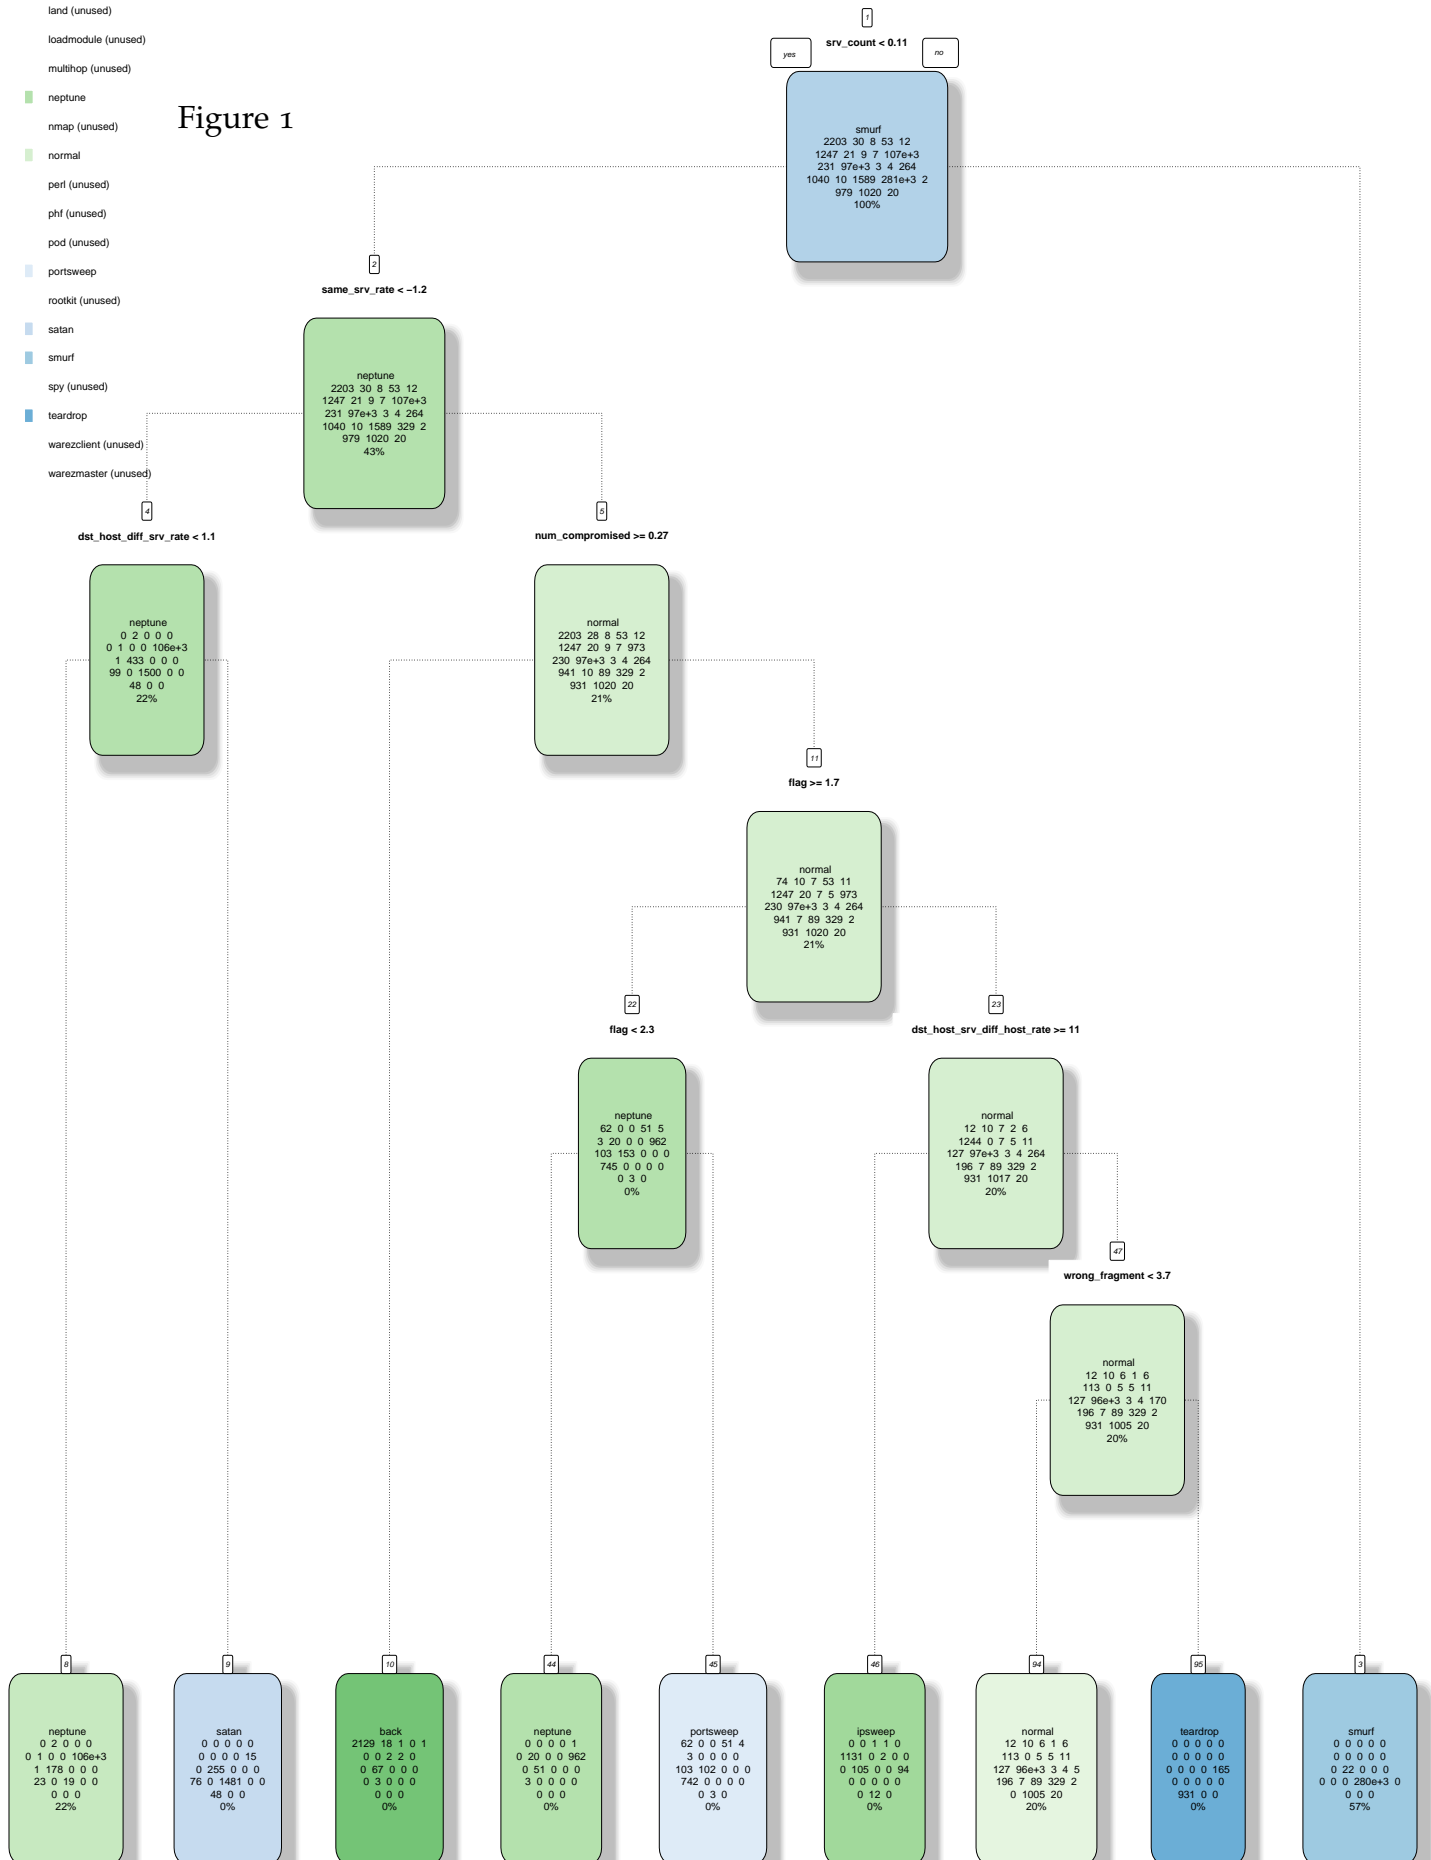 land (unused)
loadmodule (unused)
multihop (unused)
neptune
nmap (unused)
normal
perl (unused)
phf (unused)
pod (unused)
portsweep
rootkit (unused)
satan
smurf
spy (unused)
teardrop
warezclient (unused)
warezmaster (unused)
Figure 1
1
srv_count < 0.11
yes
no
smurf
2203 30 8 53 12
1247 21 9 7 107e+3
231 97e+3 3 4 264
1040 10 1589 281e+3 2
979 1020 20
100%
2
same_srv_rate < −1.2
neptune
2203 30 8 53 12
1247 21 9 7 107e+3
231 97e+3 3 4 264
1040 10 1589 329 2
979 1020 20
43%
4
dst_host_diff_srv_rate < 1.1
neptune
0 2 0 0 0
0 1 0 0 106e+3
1 433 0 0 0
99 0 1500 0 0
48 0 0
22%
5
num_compromised >= 0.27
normal
2203 28 8 53 12
1247 20 9 7 973
230 97e+3 3 4 264
941 10 89 329 2
931 1020 20
21%
11
flag >= 1.7
normal
74 10 7 53 11
1247 20 7 5 973
230 97e+3 3 4 264
941 7 89 329 2
931 1020 20
21%
22
flag < 2.3
neptune
62 0 0 51 5
3 20 0 0 962
103 153 0 0 0
745 0 0 0 0
0 3 0
0%
23
dst_host_srv_diff_host_rate >= 11
normal
12 10 7 2 6
1244 0 7 5 11
127 97e+3 3 4 264
196 7 89 329 2
931 1017 20
20%
47
wrong_fragment < 3.7
normal
12 10 6 1 6
113 0 5 5 11
127 96e+3 3 4 170
196 7 89 329 2
931 1005 20
20%
8
neptune
0 2 0 0 0
0 1 0 0 106e+3
1 178 0 0 0
23 0 19 0 0
0 0 0
22%
9
satan
0 0 0 0 0
0 0 0 0 15
0 255 0 0 0
76 0 1481 0 0
48 0 0
0%
10
back
2129 18 1 0 1
0 0 2 2 0
0 67 0 0 0
0 3 0 0 0
0 0 0
0%
44
neptune
0 0 0 0 1
0 20 0 0 962
0 51 0 0 0
3 0 0 0 0
0 0 0
0%
45
portsweep
62 0 0 51 4
3 0 0 0 0
103 102 0 0 0
742 0 0 0 0
0 3 0
0%
46
ipsweep
0 0 1 1 0
1131 0 2 0 0
0 105 0 0 94
0 0 0 0 0
0 12 0
0%
94
normal
12 10 6 1 6
113 0 5 5 11
127 96e+3 3 4 5
196 7 89 329 2
0 1005 20
20%
95
teardrop
0 0 0 0 0
0 0 0 0 0
0 0 0 0 165
0 0 0 0 0
931 0 0
0%
3
smurf
0 0 0 0 0
0 0 0 0 0
0 22 0 0 0
0 0 0 280e+3 0
0 0 0
57%